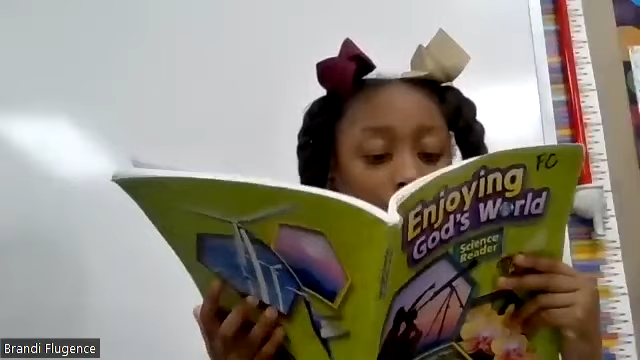 FC
Enjoying
God's World
Science
Reader
Brandi Flugence